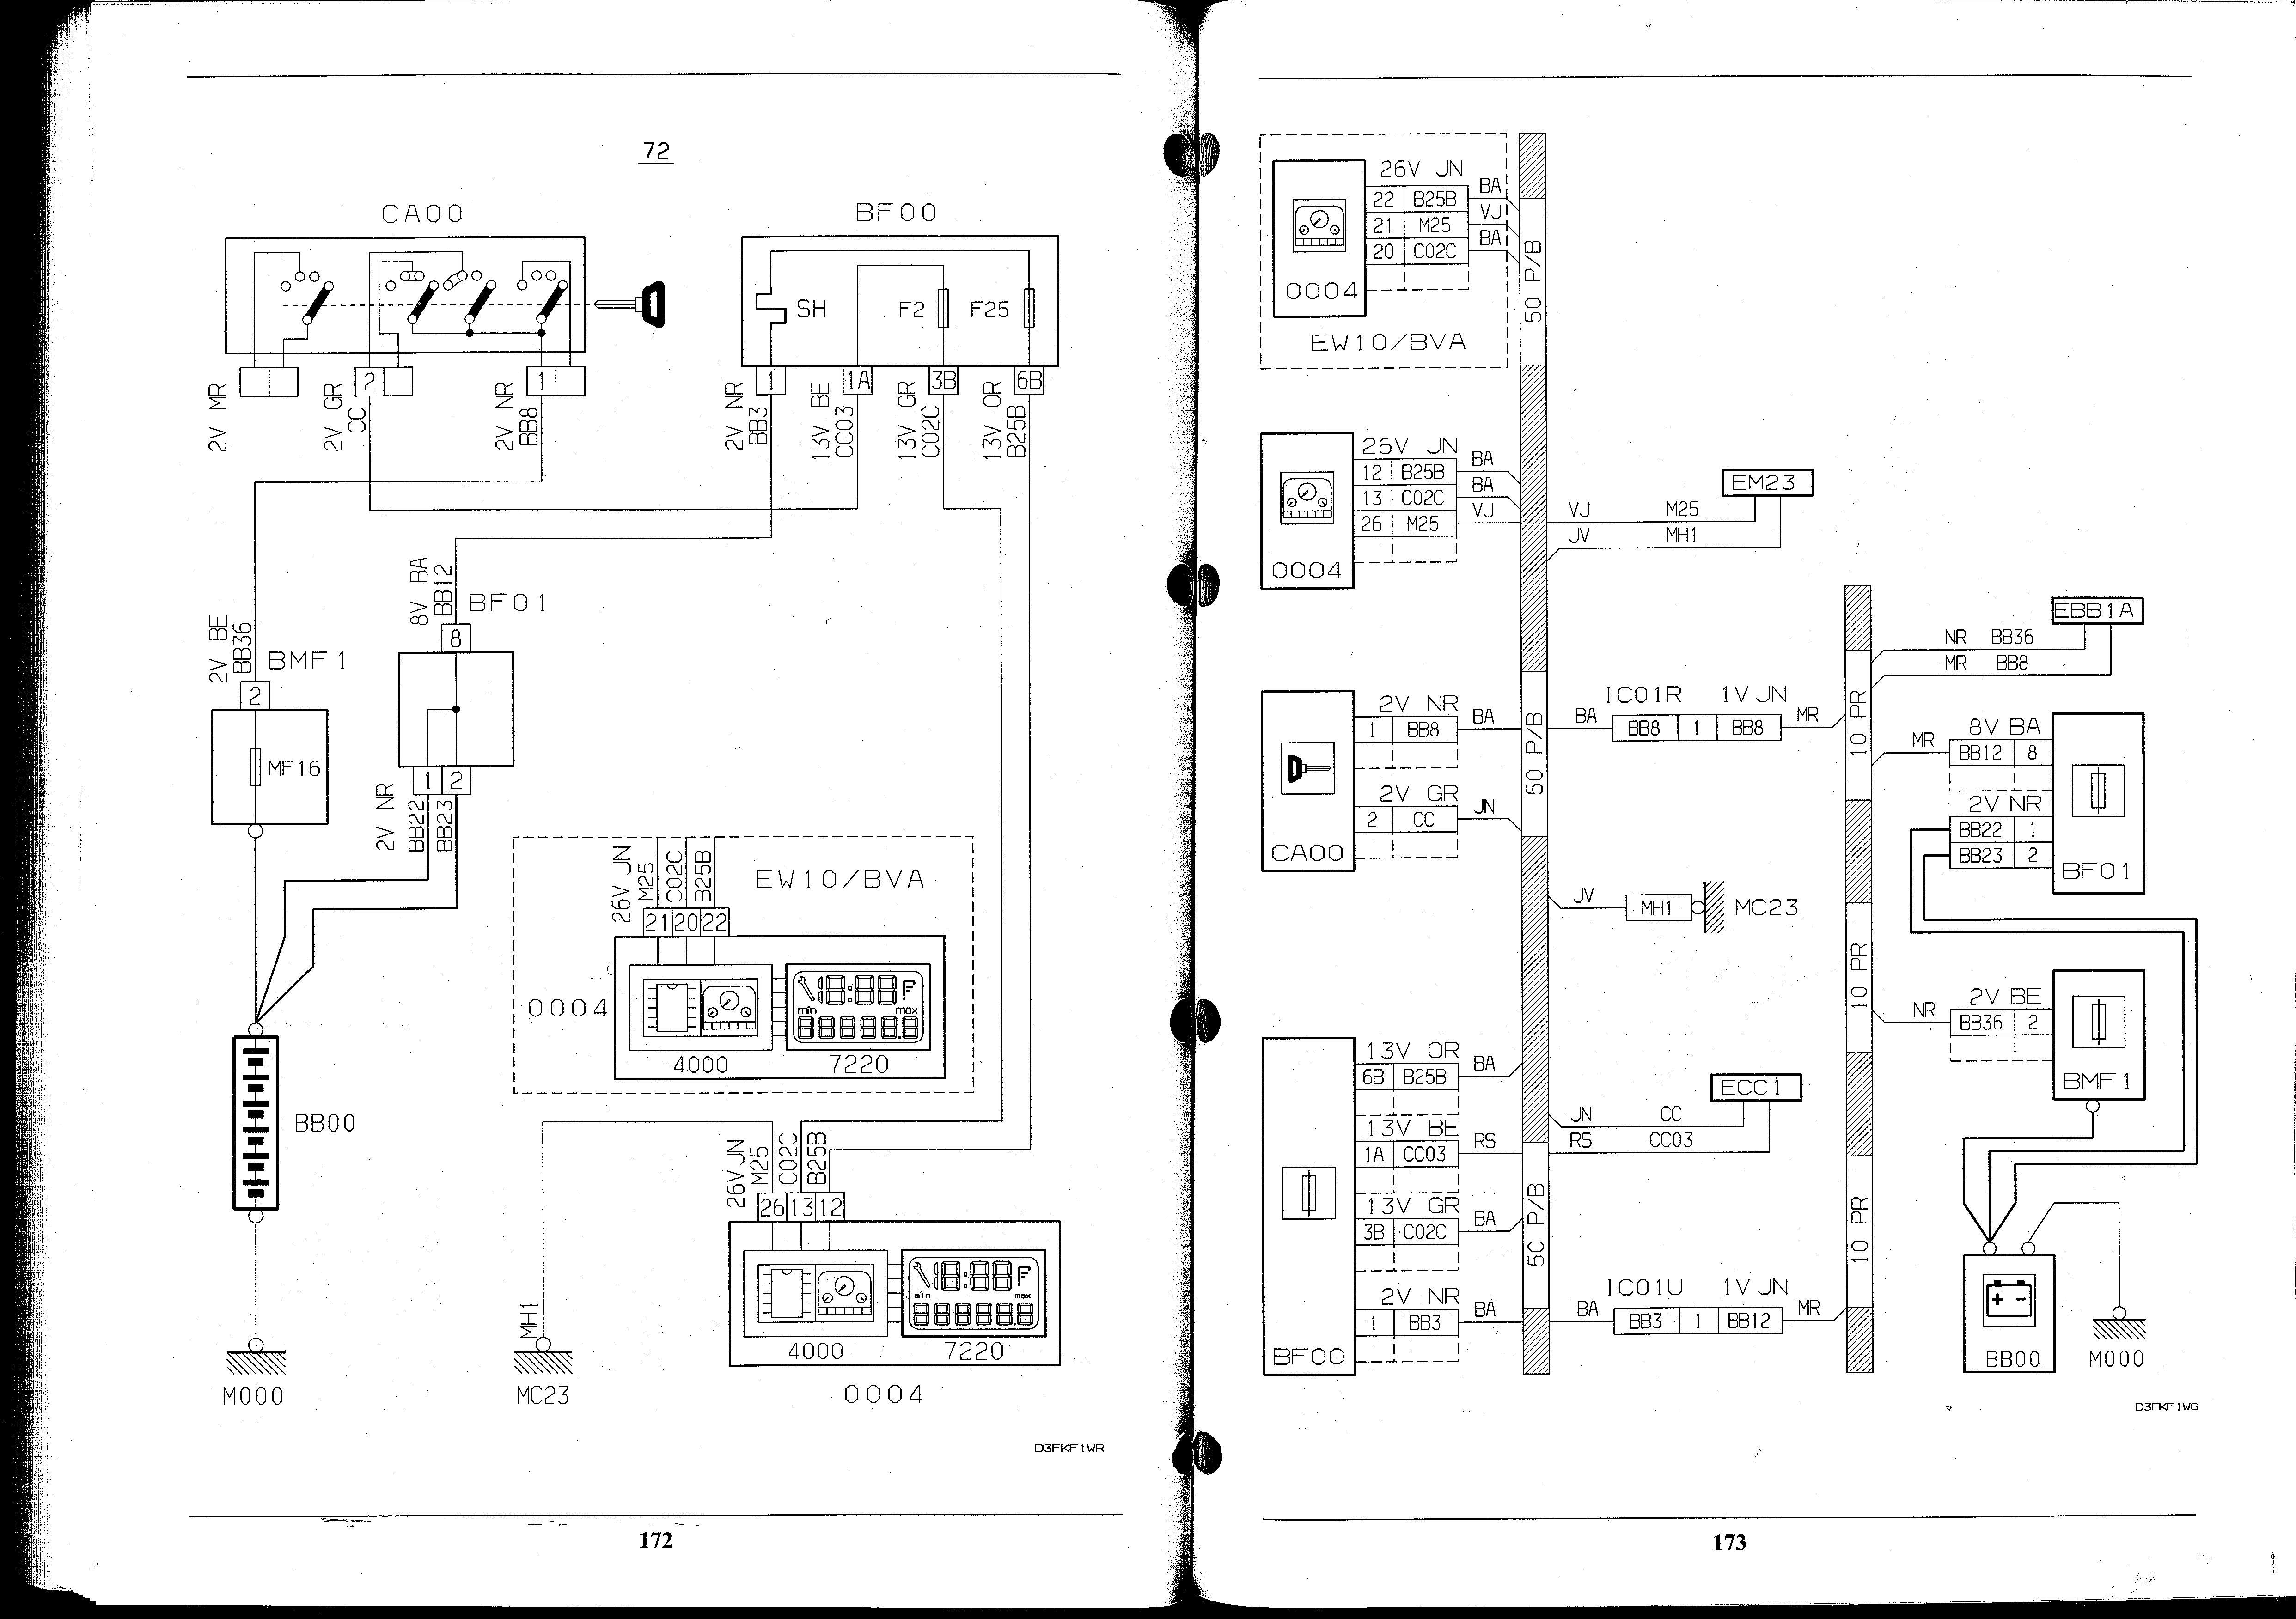 72
CA00
BF00
SH
F2
F25
2
1
1
1A
3B
6B
2V MR
2V GR
CC
2V NR
BB8
2V NR
BB3
13V BE
CC03
13V GR
C02C
13V OR
B25B
8V BA
BB12
BF01
8
2V BE
BB36
BMF1
2
MF16
1
2
2V NR
BB22
BB23
26V JN
M25
C02C
B25B
EW10/BVA
21
20
22
0004
min
max
4000
7220
BB00
26VJN
M25
C02C
B25B
26
13
12
min
max
4000
7220
0004
MH1
M000
MC23
D3FKF1WR
172
26V JN
22 B25B BA
21 M25 VJ
20 C02C BA
0004
EW10/BVA
50 P/B
26V JN
12 B25B BA
13 C02C BA
26 M25 VJ
0004
EM23
VJ M25
JV MH1
EBB1A
NR BB36
MR BB8
2V NR
1 BB8 BA
2V GR
2 CC JN
CA00
50 P/B
IC01R 1V JN
BA BB8 1 BB8 MR
10 PR
8V BA
MR BB12 8
2V NR
BB22 1
BB23 2
BF01
JV MH1 MC23
10 PR
2V BE
NR BB36 2
BMF1
13V OR
6B B25B BA
13V BE
1A CC03 RS
13V GR
3B C02C BA
2V NR
1 BB3 BA
BF00
ECC1
JN CC
RS CC03
50 P/B
IC01U 1V JN
BA BB3 1 BB12 MR
10 PR
+ -
BB00
M000
D3FKF1WG
173